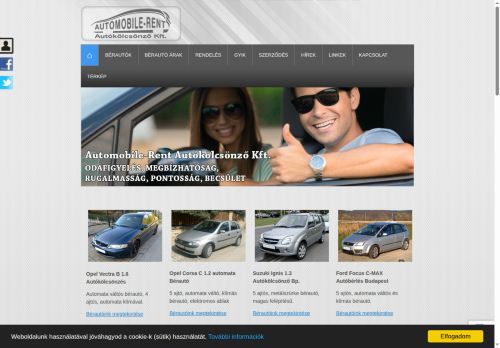 AUTOMOBILE-RENT
Autókölcsönző Kft.
BÉRAUTÓK BÉRAUTÓ ÁRAK RENDELÉS GYIK SZERZŐDÉS HÍREK LINKEK KAPCSOLAT
TÉRKÉP
Automobile-Rent Autókölcsönző Kft.
ODAFIGYELÉS, MEGBÍZHATÓSÁG,
RUGALMASSÁG, PONTOSSÁG, BECSÜLET
Opel Vectra B 1.6
Autókölcsönzés
Automata váltós bérautó, 4
ajtós, automata klímával.
Bérautóink megtekintése
Opel Corsa C 1.2 automata
Bérautó
5 ajtó, automata váltó, klímás
bérautó, elektromos ablak
Bérautóink megtekintése
Suzuki Ignis 1.3
Autókölcsönző Bp.
5 ajtós, metálszürke bérautó,
magas felépítésű.
Bérautóink megtekintése
Ford Focus C-MAX
Autóbérlés Budapest
5 ajtós, automata váltós és
klímás bérautó.
Bérautóink megtekintése
Weboldalunk használatával jóváhagyod a cookie-k (sütik) használatát. További információk
Elfogadom